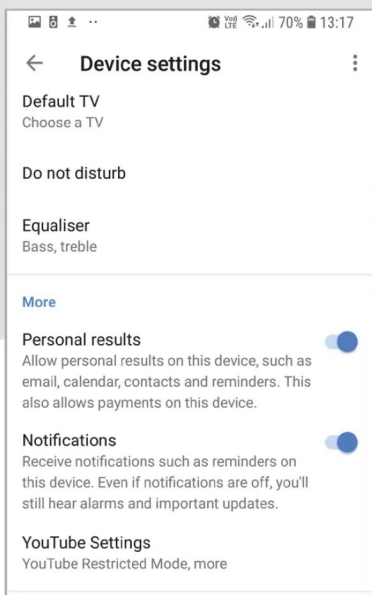 Vo)) LTE 70% 13:17
Device settings
Default TV
Choose a TV
Do not disturb
Equaliser
Bass, treble
More
Personal results
Allow personal results on this device, such as
email, calendar, contacts and reminders. This
also allows payments on this device.
Notifications
Receive notifications such as reminders on
this device. Even if notifications are off, you'll
still hear alarms and important updates.
YouTube Settings
YouTube Restricted Mode, more